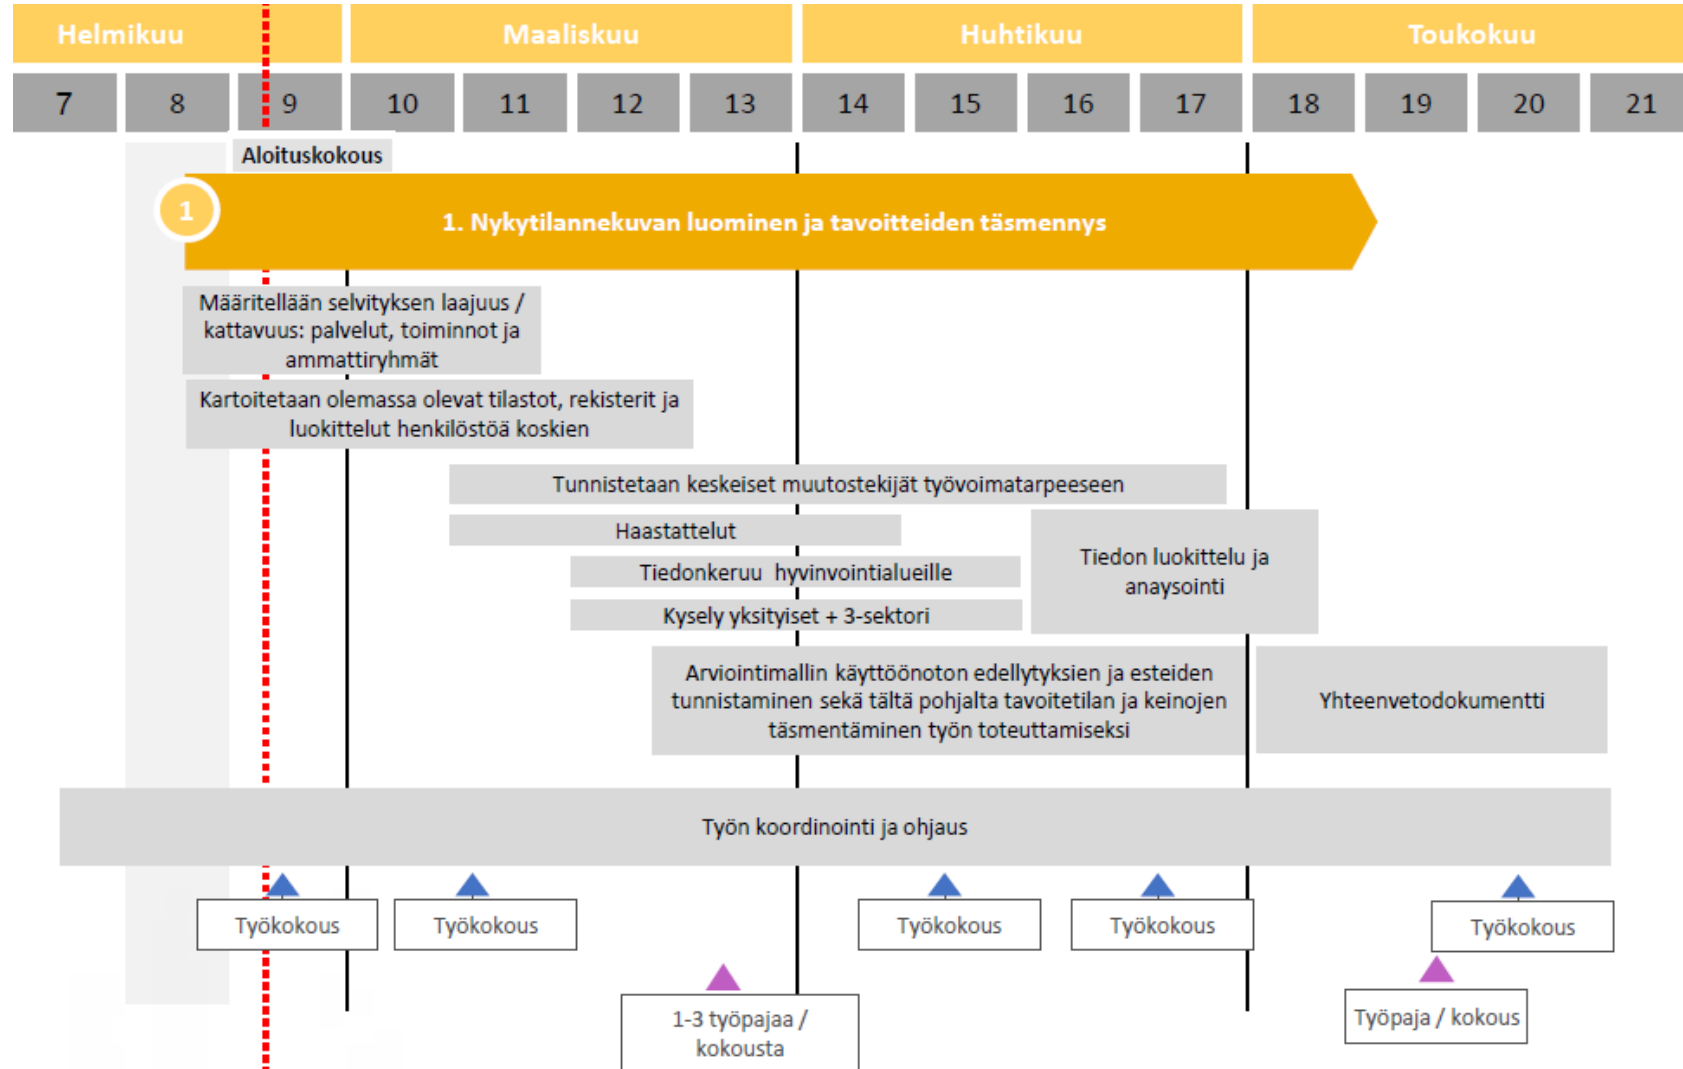 Helmikuu Maaliskuu Huhtikuu Toukokuu
7 8 9 10 11 12 13 14 15 16 17 18 19 20 21
Aloituskokous
1
1. Nykytilannekuvan luominen ja tavoitteiden täsmennys
Määritellään selvityksen laajuus /
kattavuus: palvelut, toiminnot ja
ammattiryhmät
Kartoitetaan olemassa olevat tilastot, rekisterit ja
luokittelut henkilöstöä koskien
Tunnistetaan keskeiset muutostekijät työvoimatarpeeseen
Haastattelut
Tiedonkeruu hyvinvointialueille
Kysely yksityiset + 3-sektori
Tiedon luokittelu ja
anaysointi
Arviointimallin käyttöönoton edellytyksien ja esteiden
tunnistaminen sekä tältä pohjalta tavoitetilan ja keinojen
täsmentäminen työn toteuttamiseksi
Yhteenvetodokumentti
Työn koordinointi ja ohjaus
Työkokous
Työkokous
Työkokous
Työkokous
Työkokous
1-3 työpajaa /
kokousta
Työpaja / kokous